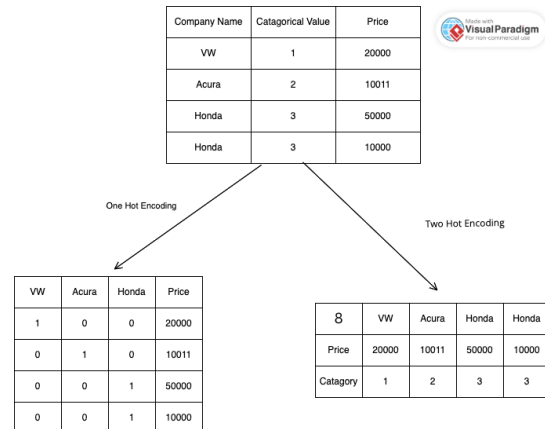 Made with
VisualParadigm
For non-commercial use
Company Name Catagorical Value Price
VW 1 20000
Acura 2 10011
Honda 3 50000
Honda 3 10000
One Hot Encoding
Two Hot Encoding
VW Acura Honda Price
1 0 0 20000
0 1 0 10011
0 0 1 50000
0 0 1 10000
8 VW Acura Honda Honda
Price 20000 10011 50000 10000
Catagory 1 2 3 3